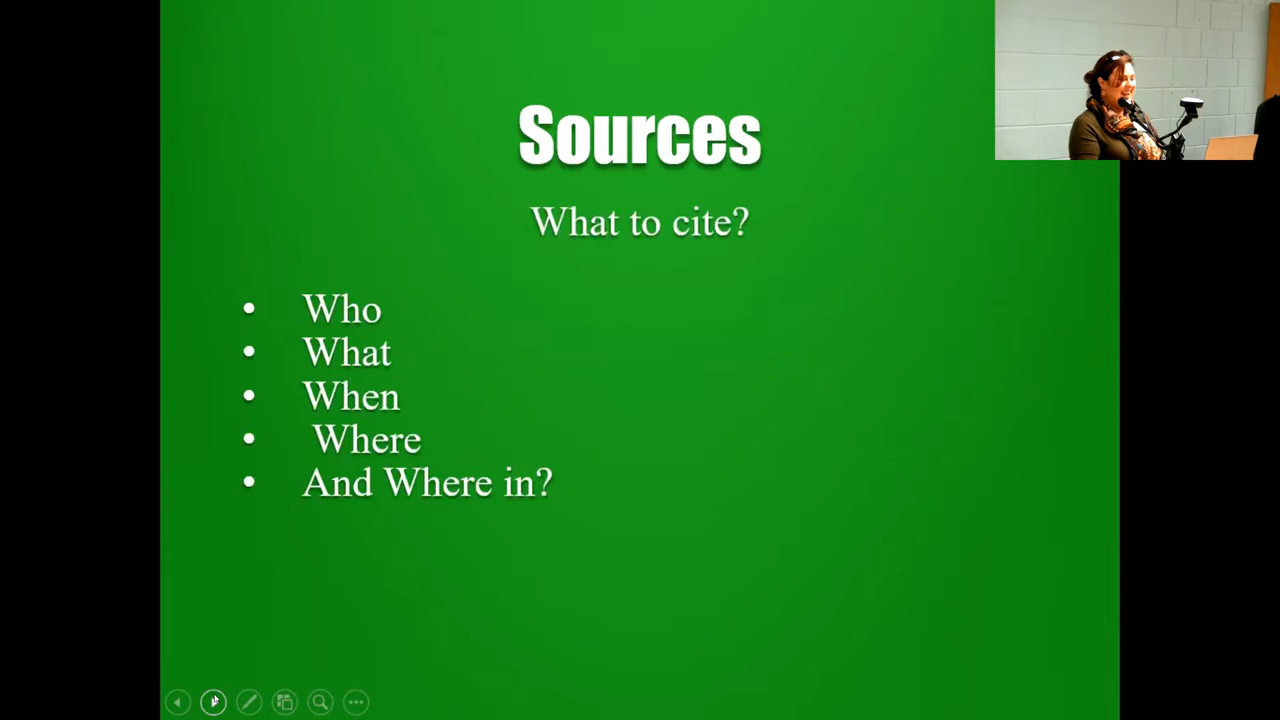 Sources
What to cite?
• Who
• What
• When
• Where
• And Where in?